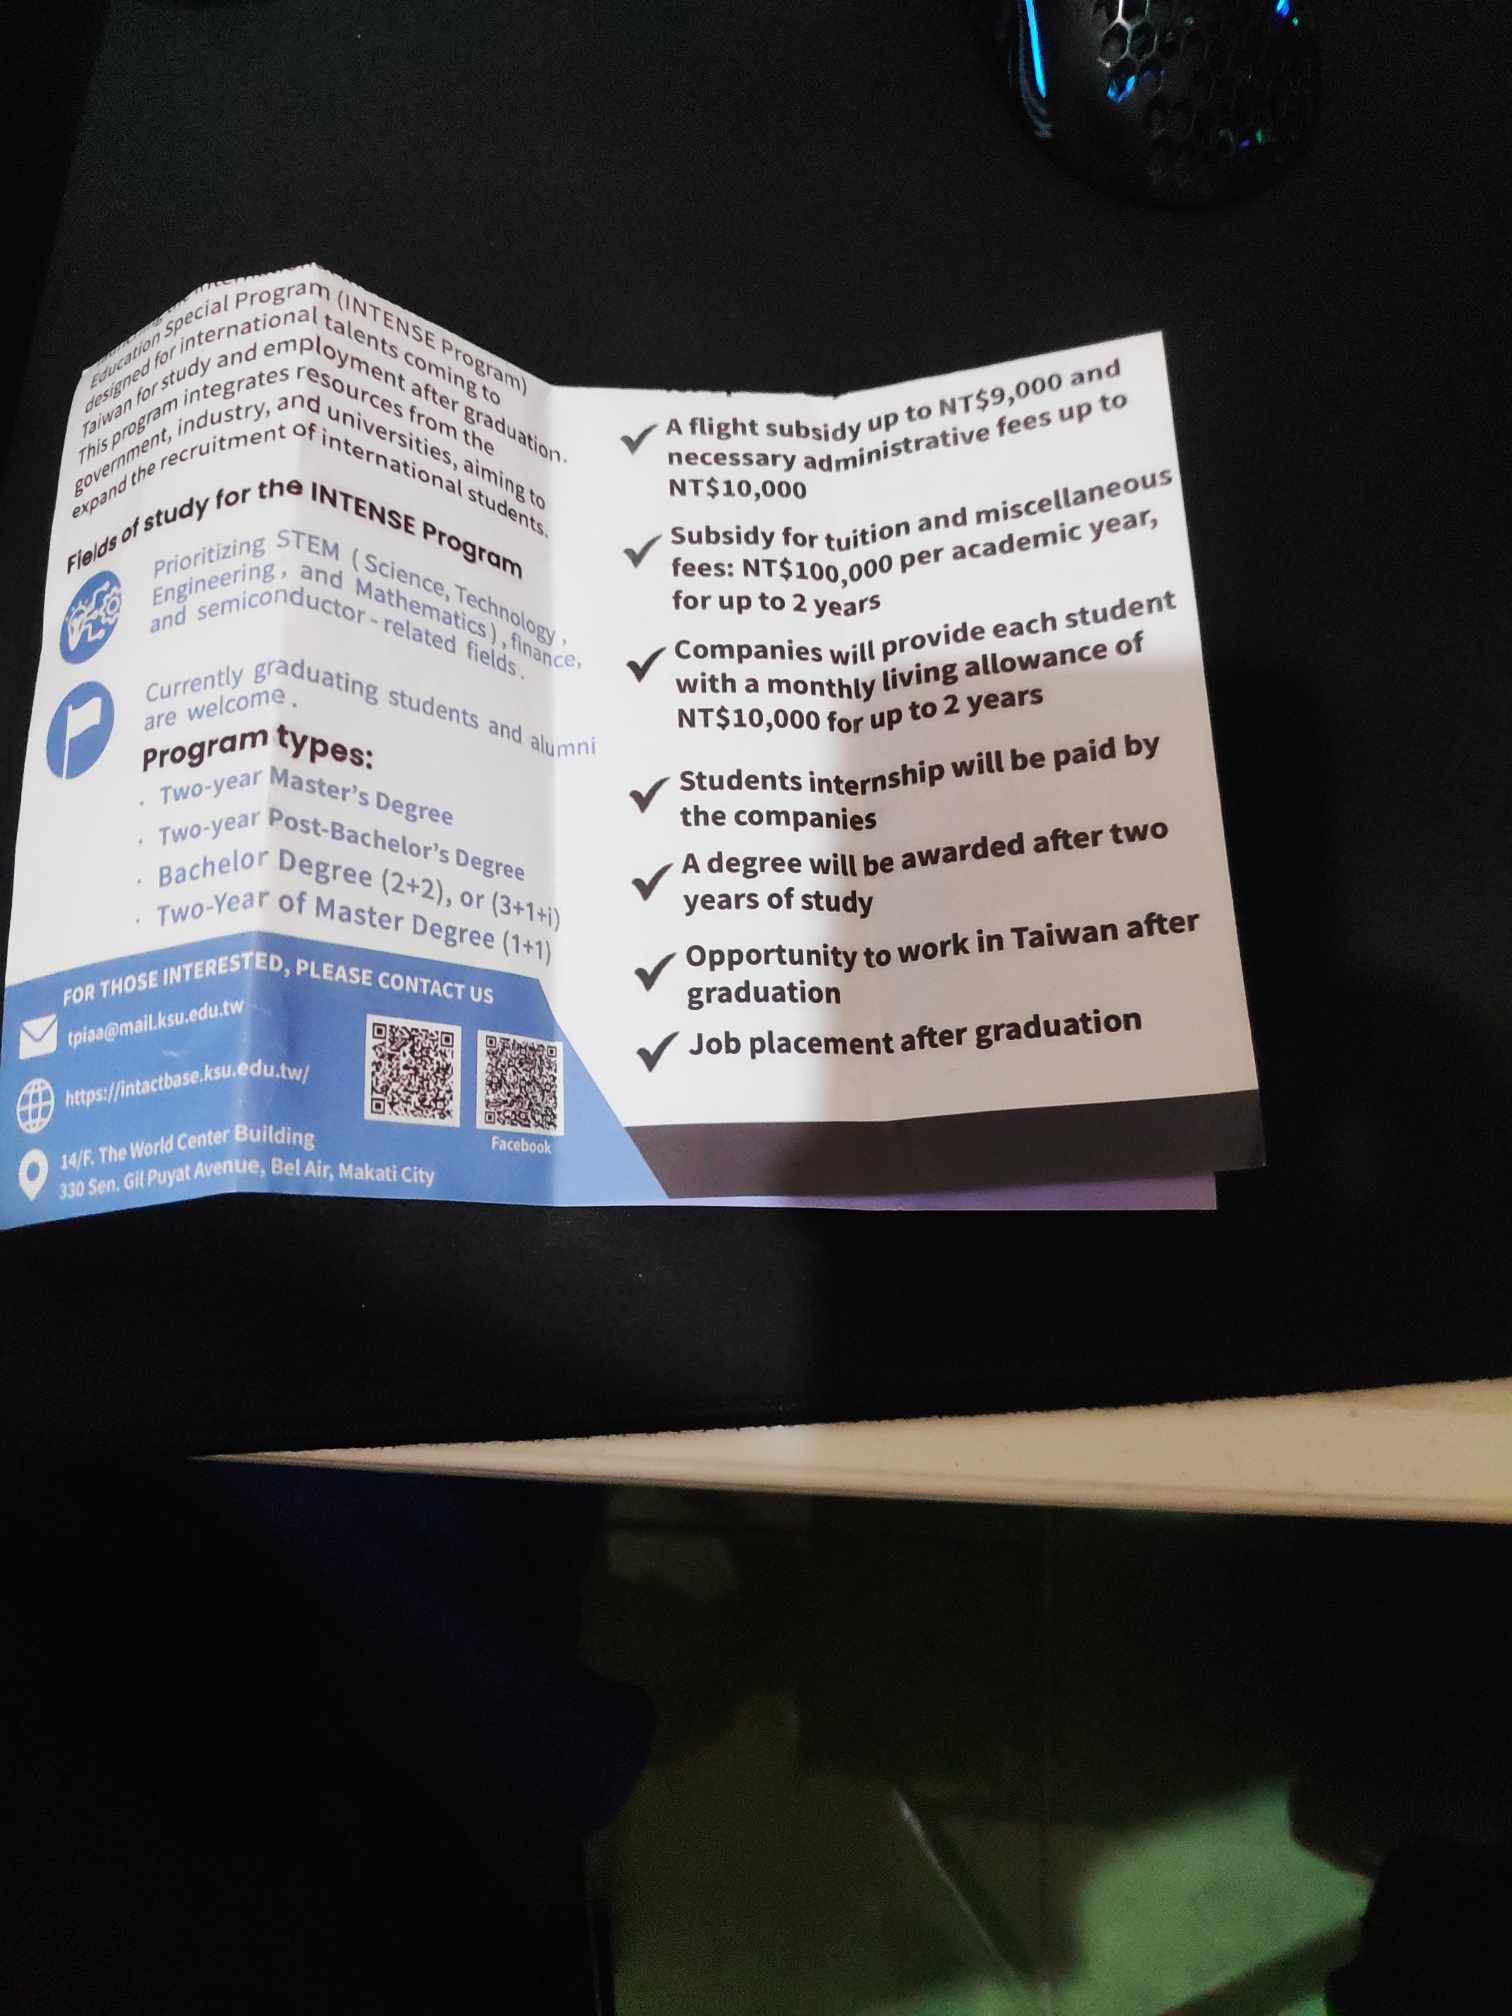 Education Special Program (INTENSE Program)
designed for international talents coming to
Taiwan for study and employment after graduation.
This program integrates resources from the
government, industry, and universities, aiming to
expand the recruitment of international students.
Fields of study for the INTENSE Program
Prioritizing STEM ( Science, Technology ,
Engineering , and Mathematics ) , finance,
and semiconductor - related fields .
Currently graduating students and alumni
are welcome .
Program types:
. Two-year Master's Degree
. Two-year Post-Bachelor's Degree
. Bachelor Degree (2+2), or (3+1+i)
. Two-Year of Master Degree (1+1)
FOR THOSE INTERESTED, PLEASE CONTACT US
tpiaa@mail.ksu.edu.tw
https://intactbase.ksu.edu.tw/
14/F. The World Center Building
330 Sen. Gil Puyat Avenue, Bel Air, Makati City
Facebook
✓ A flight subsidy up to NT$9,000 and
necessary administrative fees up to
NT$10,000
✓ Subsidy for tuition and miscellaneous
fees: NT$100,000 per academic year,
for up to 2 years
✓ Companies will provide each student
with a monthly living allowance of
NT$10,000 for up to 2 years
✓ Students internship will be paid by
the companies
✓ A degree will be awarded after two
years of study
✓ Opportunity to work in Taiwan after
graduation
✓ Job placement after graduation